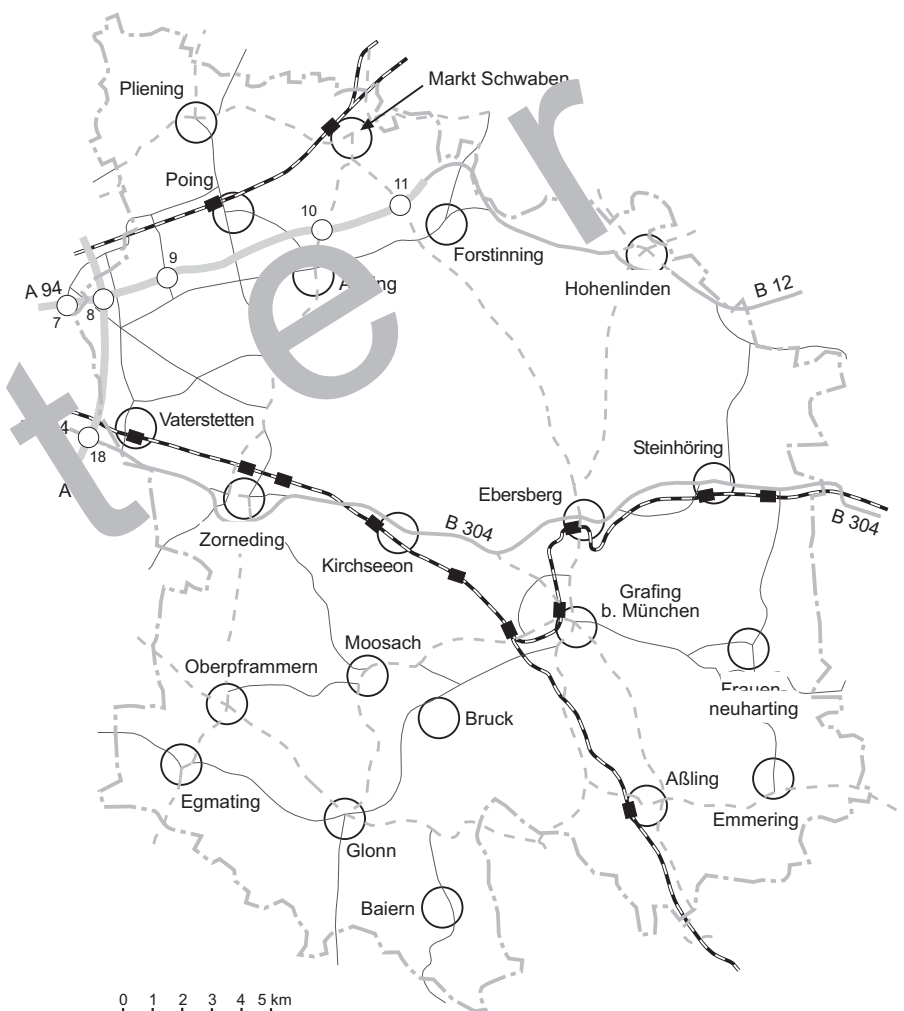 Markt Schwaben
Pliening
Poing
11
10
9
Forstinning
Hohenlinden
A 94
7
8
B 12
r
e
t
Vaterstetten
4
18
A
Steinhöring
Ebersberg
B 304
B 304
Zorneding
Kirchseeon
Grafing
b. München
Moosach
Oberpframmern
Frauen-
neuharting
Bruck
Aßling
Egmating
Emmering
Glonn
Baiern
0 1 2 3 4 5 km